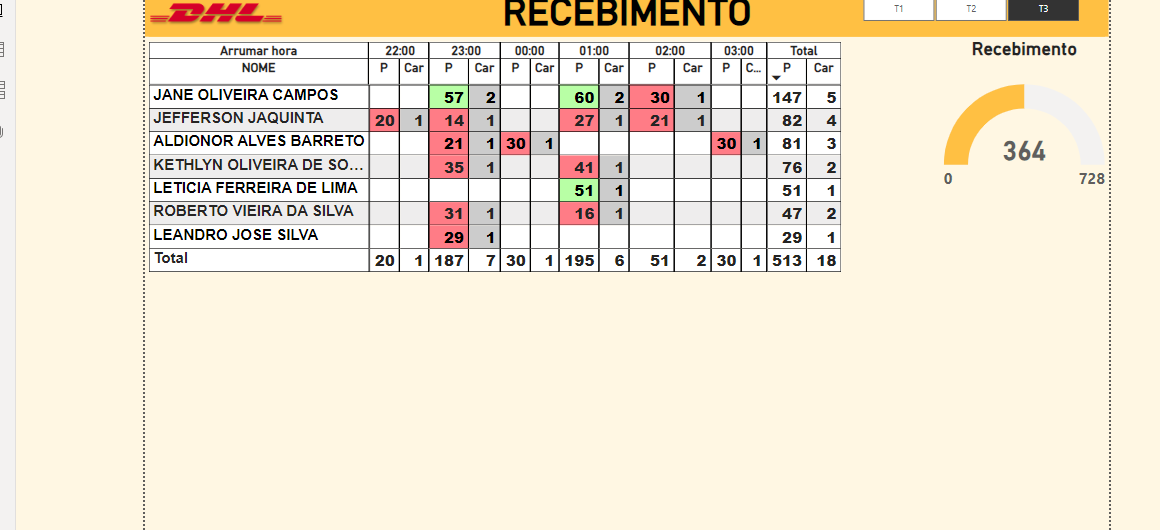 DHL
RECEBIMENTO
T1 T2 T3
Arrumar hora 22:00 23:00 00:00 01:00 02:00 03:00 Total
NOME P Car P Car P Car P Car P Car P C... P Car
JANE OLIVEIRA CAMPOS 57 2 60 2 30 1 147 5
JEFFERSON JAQUINTA 20 1 14 1 27 1 21 1 82 4
ALDIONOR ALVES BARRETO 21 1 30 1 30 1 81 3
KETHLYN OLIVEIRA DE SO... 35 1 41 1 76 2
LETICIA FERREIRA DE LIMA 51 1 51 1
ROBERTO VIEIRA DA SILVA 31 1 16 1 47 2
LEANDRO JOSE SILVA 29 1 29 1
Total 20 1 187 7 30 1 195 6 51 2 30 1 513 18
Recebimento
364
0 728